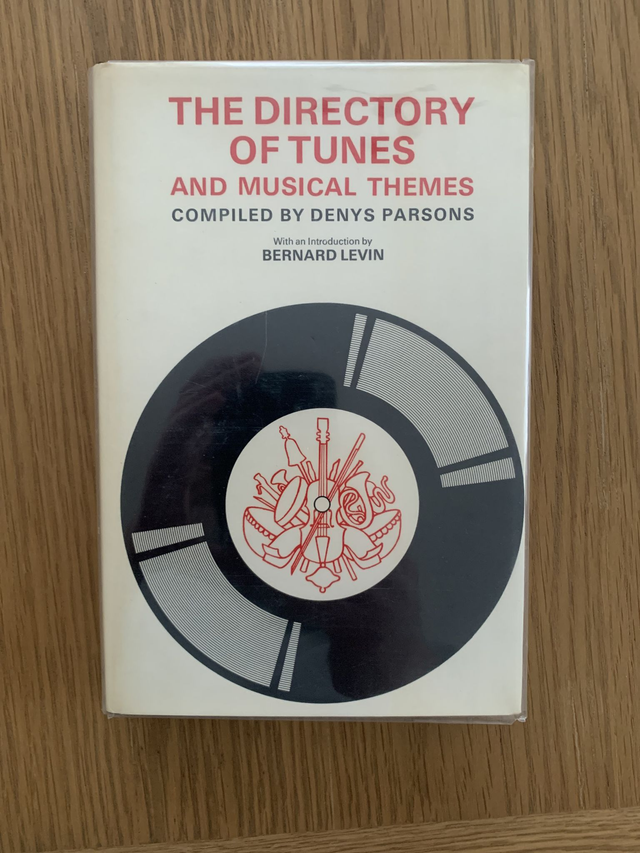 THE DIRECTORY
OF TUNES
AND MUSICAL THEMES
COMPILED BY DENYS PARSONS
With an Introduction by
BERNARD LEVIN